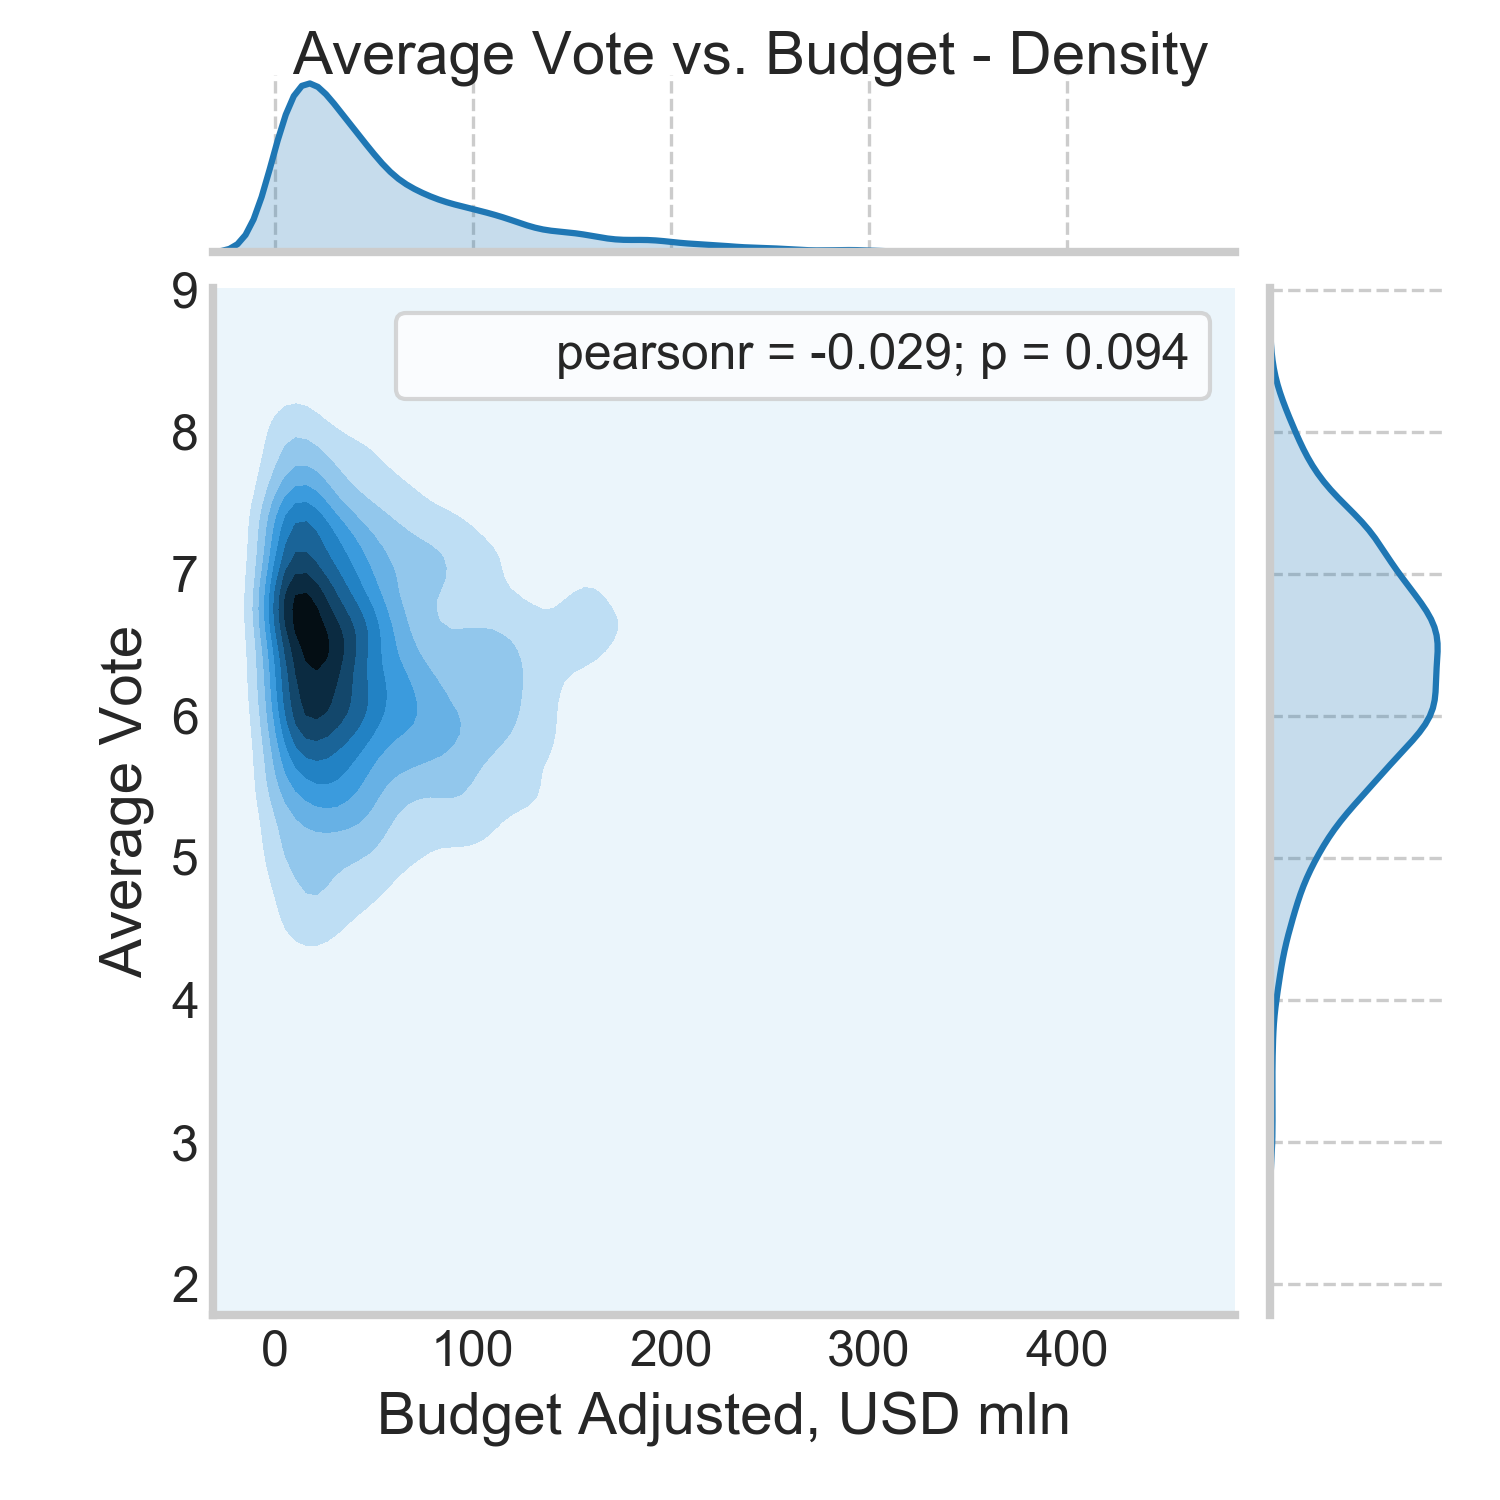 Average Vote vs. Budget - Density
pearsonr = -0.029; p = 0.094
Average Vote
9
8
7
6
5
4
3
2
0 100 200 300 400
Budget Adjusted, USD mln